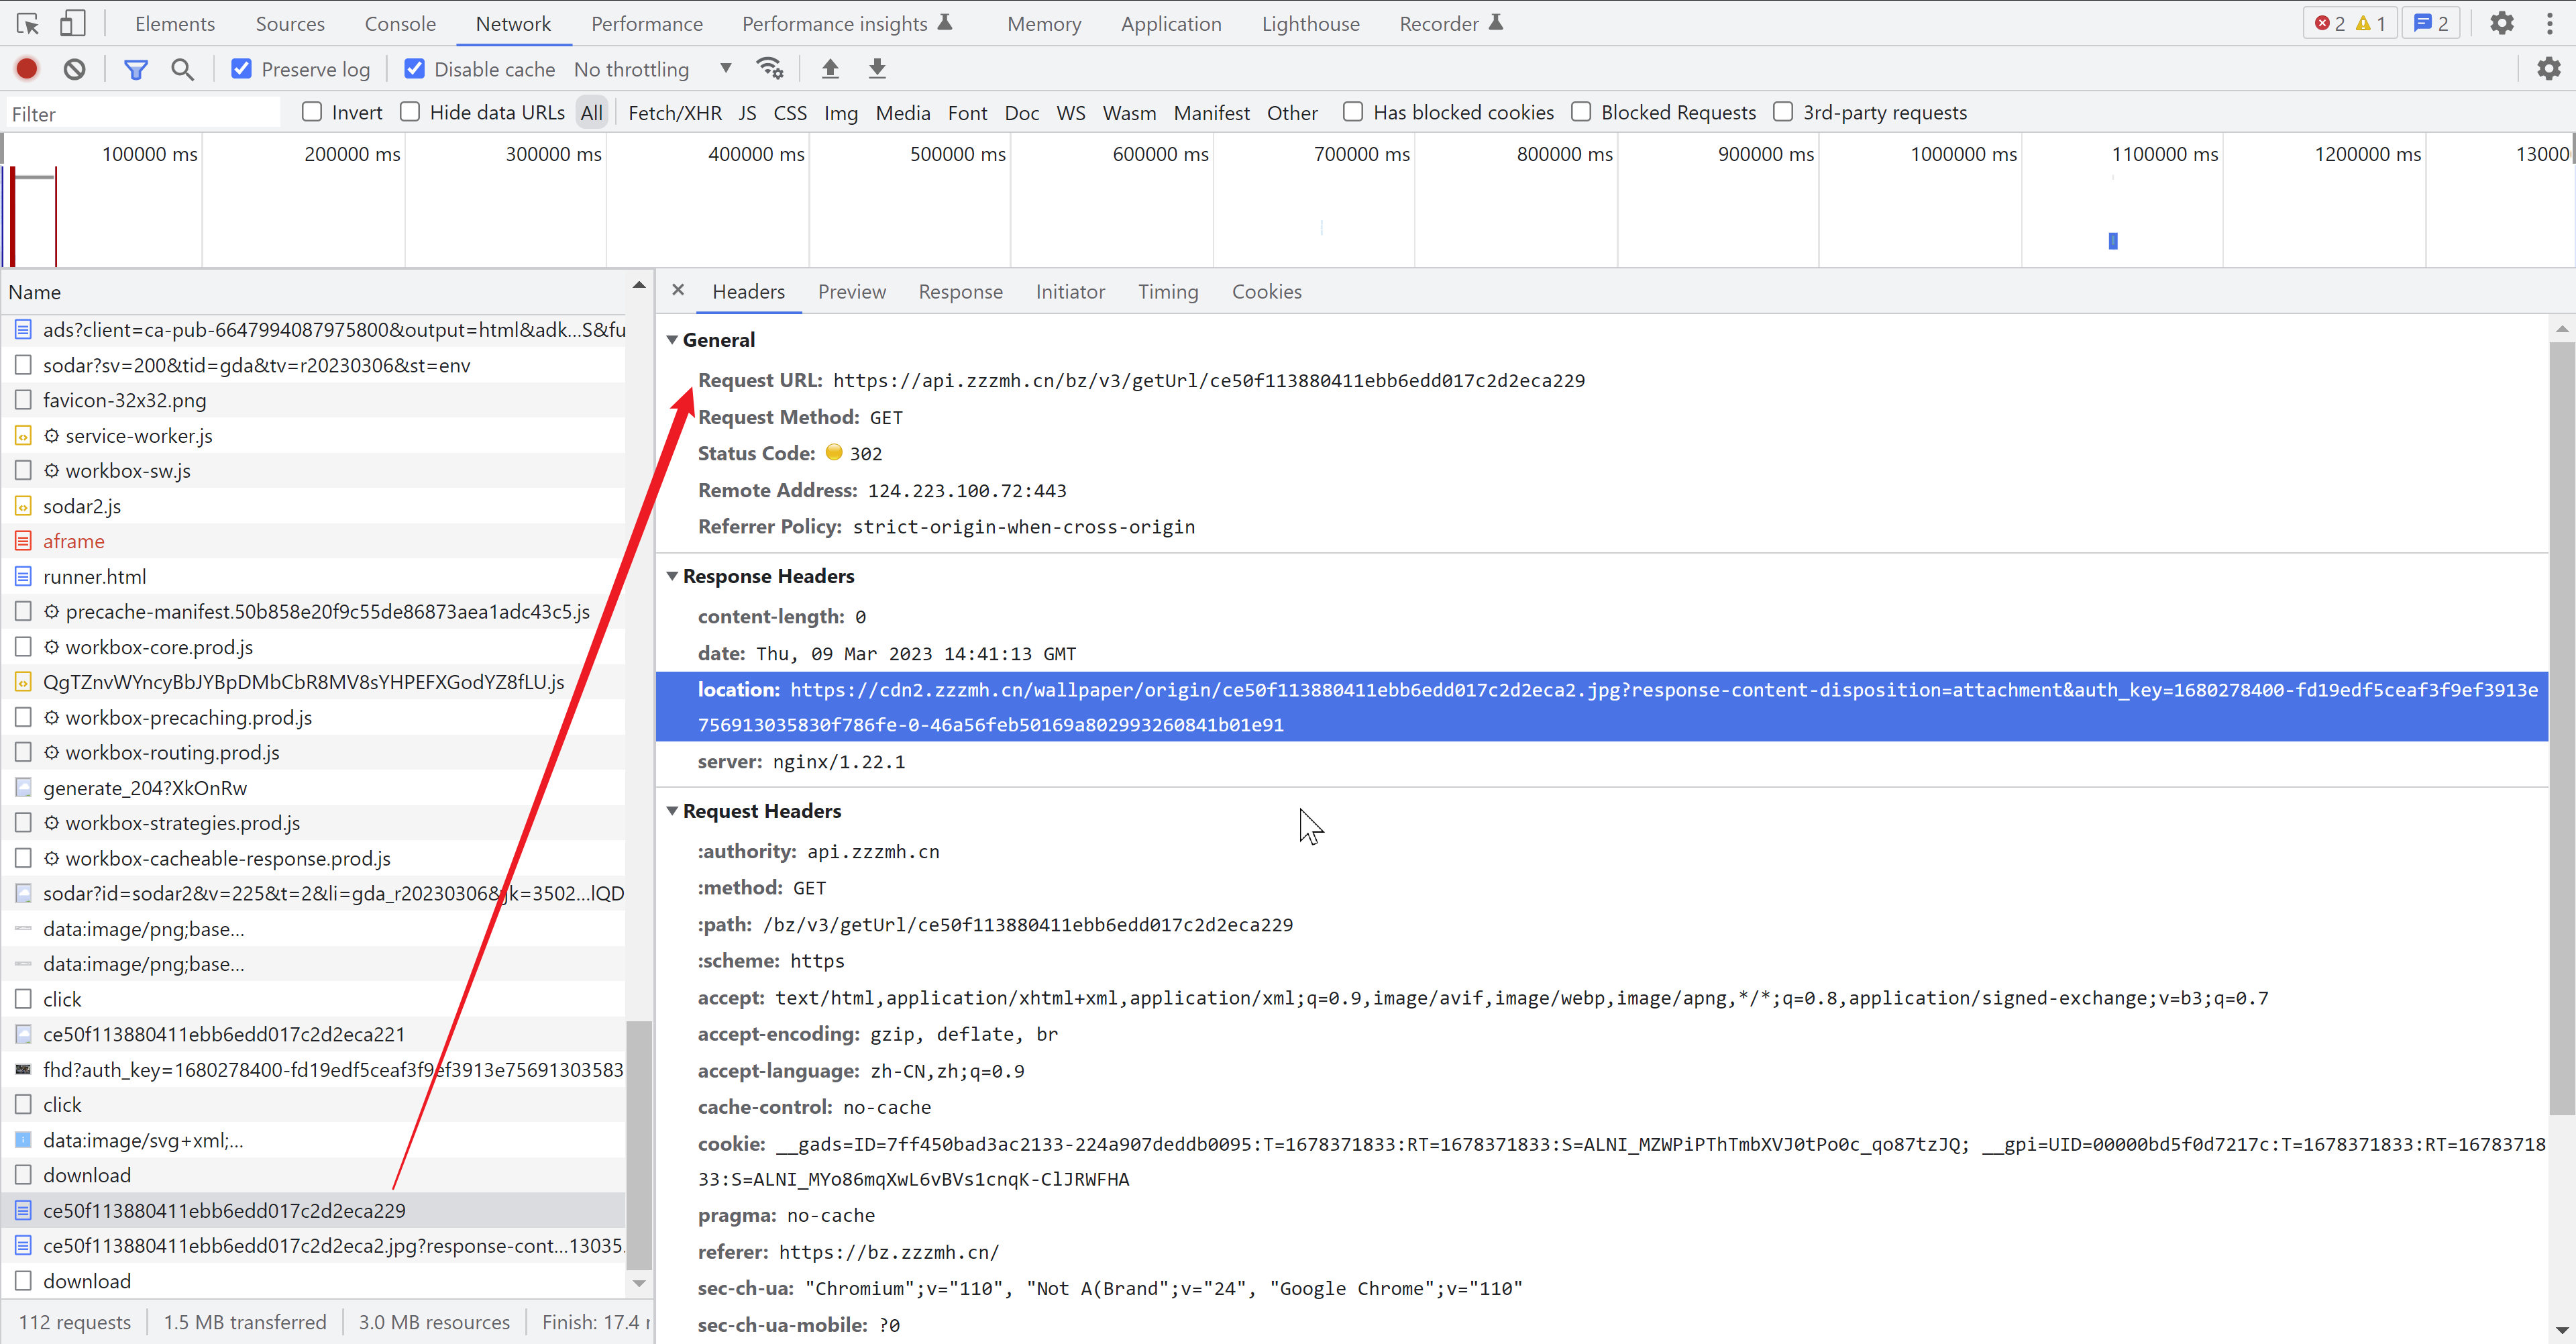 Elements Sources Console Network Performance Performance insights Memory Application Lighthouse Recorder 2 1 2
Preserve log Disable cache No throttling
Filter Invert Hide data URLs All Fetch/XHR JS CSS Img Media Font Doc WS Wasm Manifest Other Has blocked cookies Blocked Requests 3rd-party requests
100000 ms 200000 ms 300000 ms 400000 ms 500000 ms 600000 ms 700000 ms 800000 ms 900000 ms 1000000 ms 1100000 ms 1200000 ms 13000
Name
ads?client=ca-pub-6647994087975800&output=html&adk...S&fu
sodar?sv=200&tid=gda&tv=r20230306&st=env
favicon-32x32.png
service-worker.js
workbox-sw.js
sodar2.js
aframe
runner.html
precache-manifest.50b858e20f9c55de86873aea1adc43c5.js
workbox-core.prod.js
QgTZnvWYncyBbJYBpDMbCbR8MV8sYHPEFXGodYZ8fLU.js
workbox-precaching.prod.js
workbox-routing.prod.js
generate_204?XkOnRw
workbox-strategies.prod.js
workbox-cacheable-response.prod.js
sodar?id=sodar2&v=225&t=2&li=gda_r20230306&jk=3502...lQD
data:image/png;base...
data:image/png;base...
click
ce50f113880411ebb6edd017c2d2eca221
fhd?auth_key=1680278400-fd19edf5ceaf3f9ef3913e75691303583
click
data:image/svg+xml;...
download
ce50f113880411ebb6edd017c2d2eca229
ce50f113880411ebb6edd017c2d2eca2.jpg?response-cont...13035.
download
112 requests 1.5 MB transferred 3.0 MB resources Finish: 17.4
Headers Preview Response Initiator Timing Cookies
General
Request URL: https://api.zzzmh.cn/bz/v3/getUrl/ce50f113880411ebb6edd017c2d2eca229
Request Method: GET
Status Code: 302
Remote Address: 124.223.100.72:443
Referrer Policy: strict-origin-when-cross-origin
Response Headers
content-length: 0
date: Thu, 09 Mar 2023 14:41:13 GMT
location: https://cdn2.zzzmh.cn/wallpaper/origin/ce50f113880411ebb6edd017c2d2eca2.jpg?response-content-disposition=attachment&auth_key=1680278400-fd19edf5ceaf3f9ef3913e
756913035830f786fe-0-46a56feb50169a802993260841b01e91
server: nginx/1.22.1
Request Headers
:authority: api.zzzmh.cn
:method: GET
:path: /bz/v3/getUrl/ce50f113880411ebb6edd017c2d2eca229
:scheme: https
accept: text/html,application/xhtml+xml,application/xml;q=0.9,image/avif,image/webp,image/apng,*/*;q=0.8,application/signed-exchange;v=b3;q=0.7
accept-encoding: gzip, deflate, br
accept-language: zh-CN,zh;q=0.9
cache-control: no-cache
cookie: __gads=ID=7ff450bad3ac2133-224a907deddb0095:T=1678371833:RT=1678371833:S=ALNI_MZWPiPThTmbXVJ0tPo0c_qo87tzJQ; __gpi=UID=00000bd5f0d7217c:T=1678371833:RT=16783718
33:S=ALNI_MYo86mqXwL6vBVs1cnqK-ClJRWFHA
pragma: no-cache
referer: https://bz.zzzmh.cn/
sec-ch-ua: "Chromium";v="110", "Not A(Brand";v="24", "Google Chrome";v="110"
sec-ch-ua-mobile: ?0